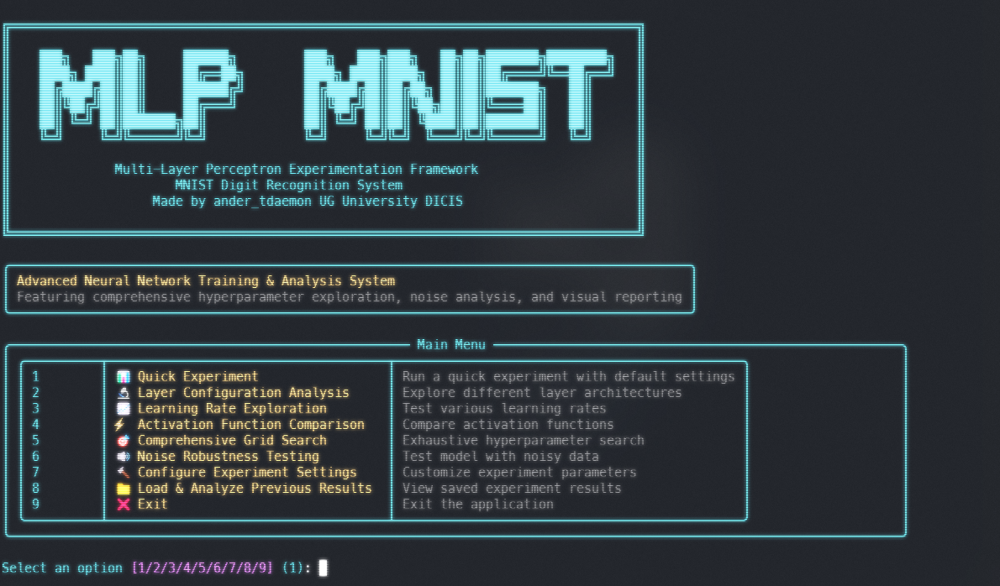 MLP MNIST
Multi-Layer Perceptron Experimentation Framework
MNIST Digit Recognition System
Made by ander_tdaemon UG University DICIS
Advanced Neural Network Training & Analysis System
Featuring comprehensive hyperparameter exploration, noise analysis, and visual reporting
Main Menu
1 Quick Experiment Run a quick experiment with default settings
2 Layer Configuration Analysis Explore different layer architectures
3 Learning Rate Exploration Test various learning rates
4 Activation Function Comparison Compare activation functions
5 Comprehensive Grid Search Exhaustive hyperparameter search
6 Noise Robustness Testing Test model with noisy data
7 Configure Experiment Settings Customize experiment parameters
8 Load & Analyze Previous Results View saved experiment results
9 Exit Exit the application
Select an option [1/2/3/4/5/6/7/8/9] (1):